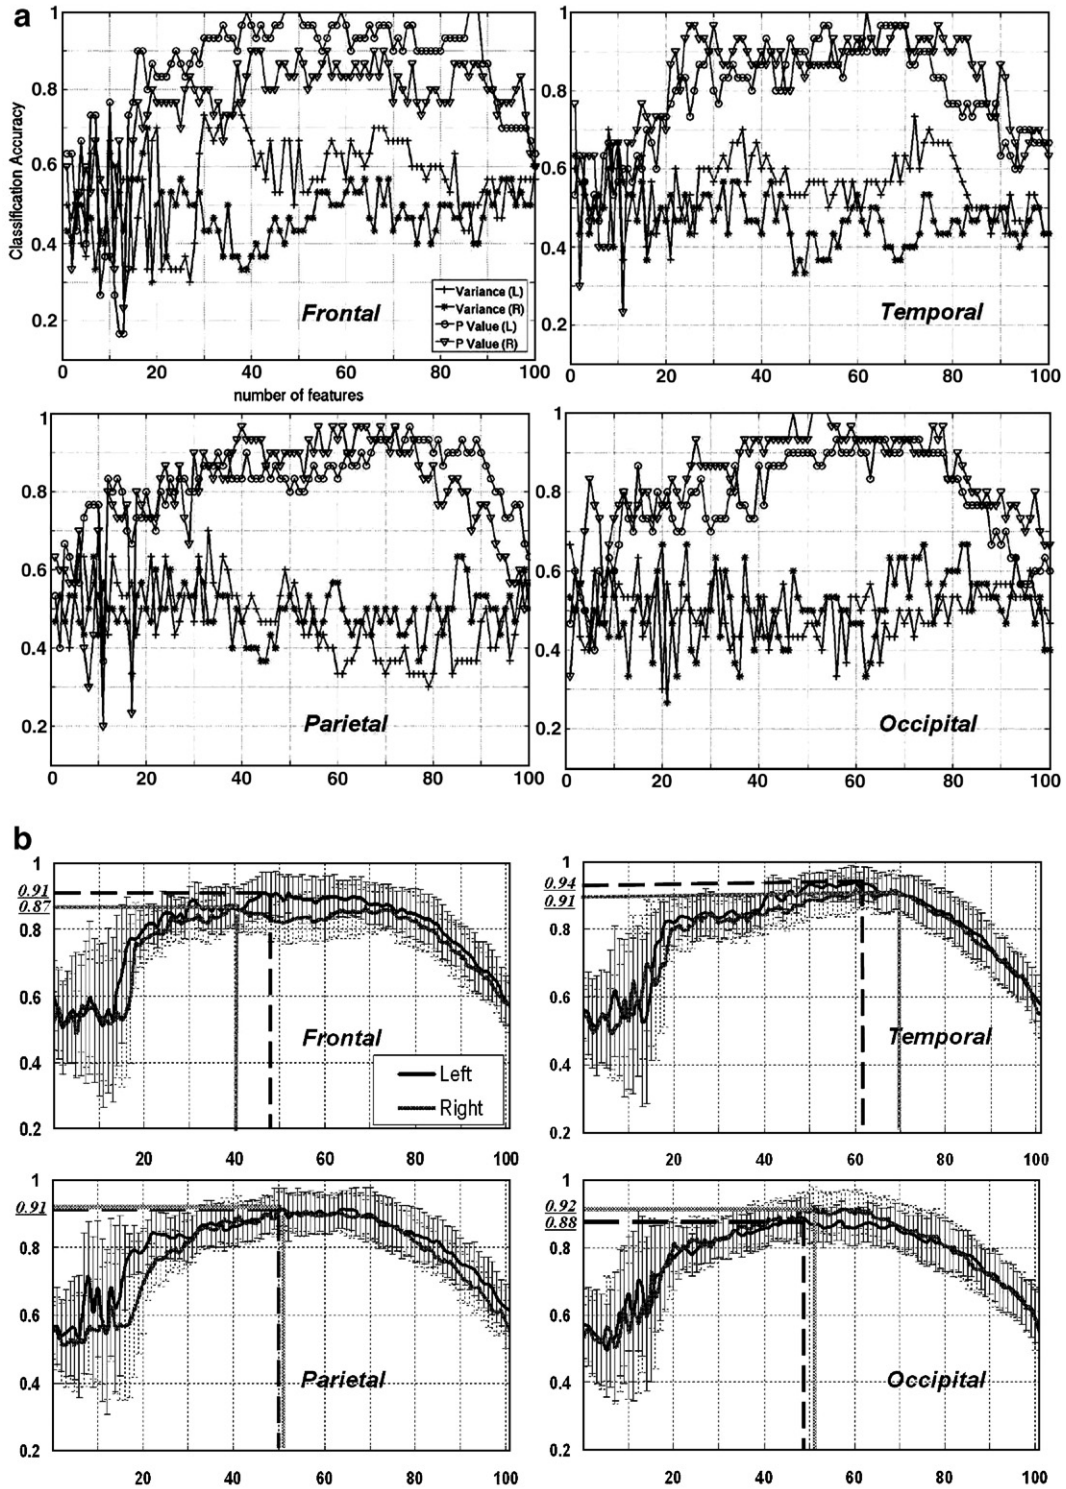 a
Classification Accuracy
1
0.8
0.6
0.4
0.2
Frontal
Variance (L)
Variance (R)
P Value (L)
P Value (R)
0 20 40 60 80 100
number of features
1
0.8
0.6
0.4
0.2
Temporal
0 20 40 60 80 100
1
0.8
0.6
0.4
0.2
Parietal
0 20 40 60 80 100
1
0.8
0.6
0.4
0.2
Occipital
0 20 40 60 80 100
b
1
0.91
0.87
0.8
0.6
0.4
0.2
Frontal
Left
Right
20 40 60 80 100
1
0.94
0.91
0.8
0.6
0.4
0.2
Temporal
20 40 60 80 100
1
0.91
0.8
0.6
0.4
0.2
Parietal
20 40 60 80 100
1
0.92
0.88
0.8
0.6
0.4
0.2
Occipital
20 40 60 80 100